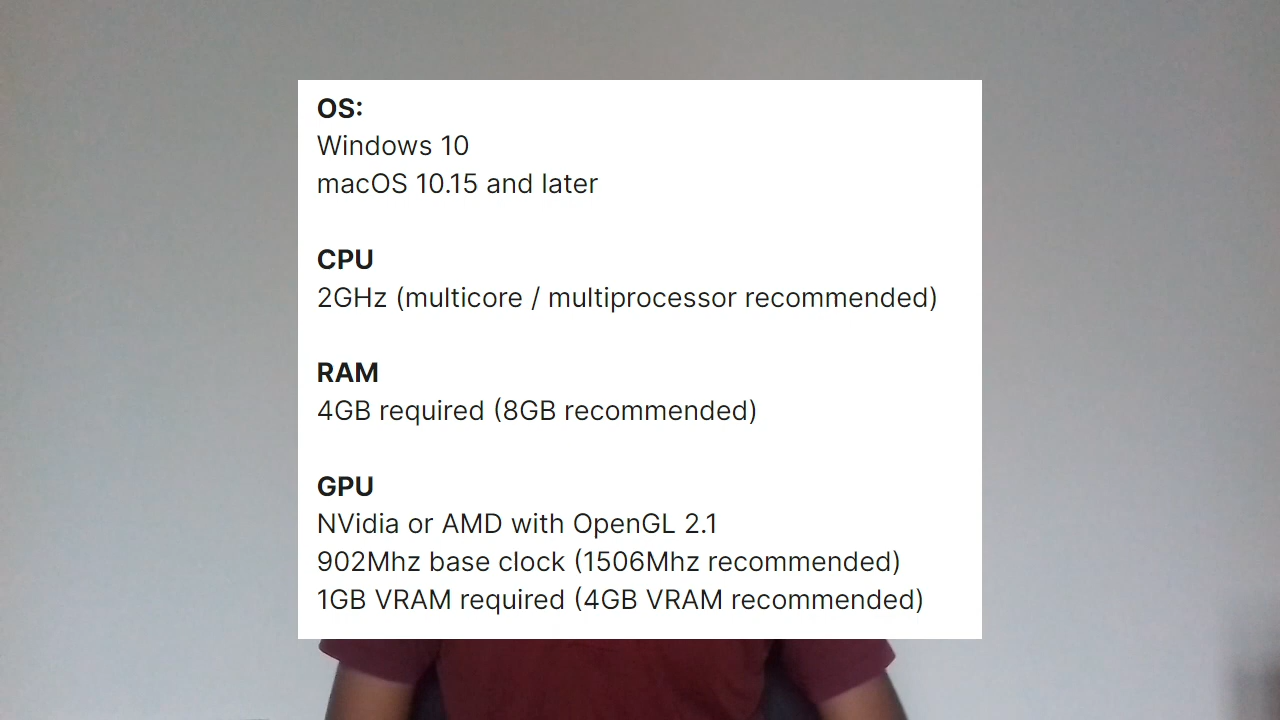 OS:
Windows 10
macOS 10.15 and later
CPU
2GHz (multicore / multiprocessor recommended)
RAM
4GB required (8GB recommended)
GPU
NVidia or AMD with OpenGL 2.1
902Mhz base clock (1506Mhz recommended)
1GB VRAM required (4GB VRAM recommended)